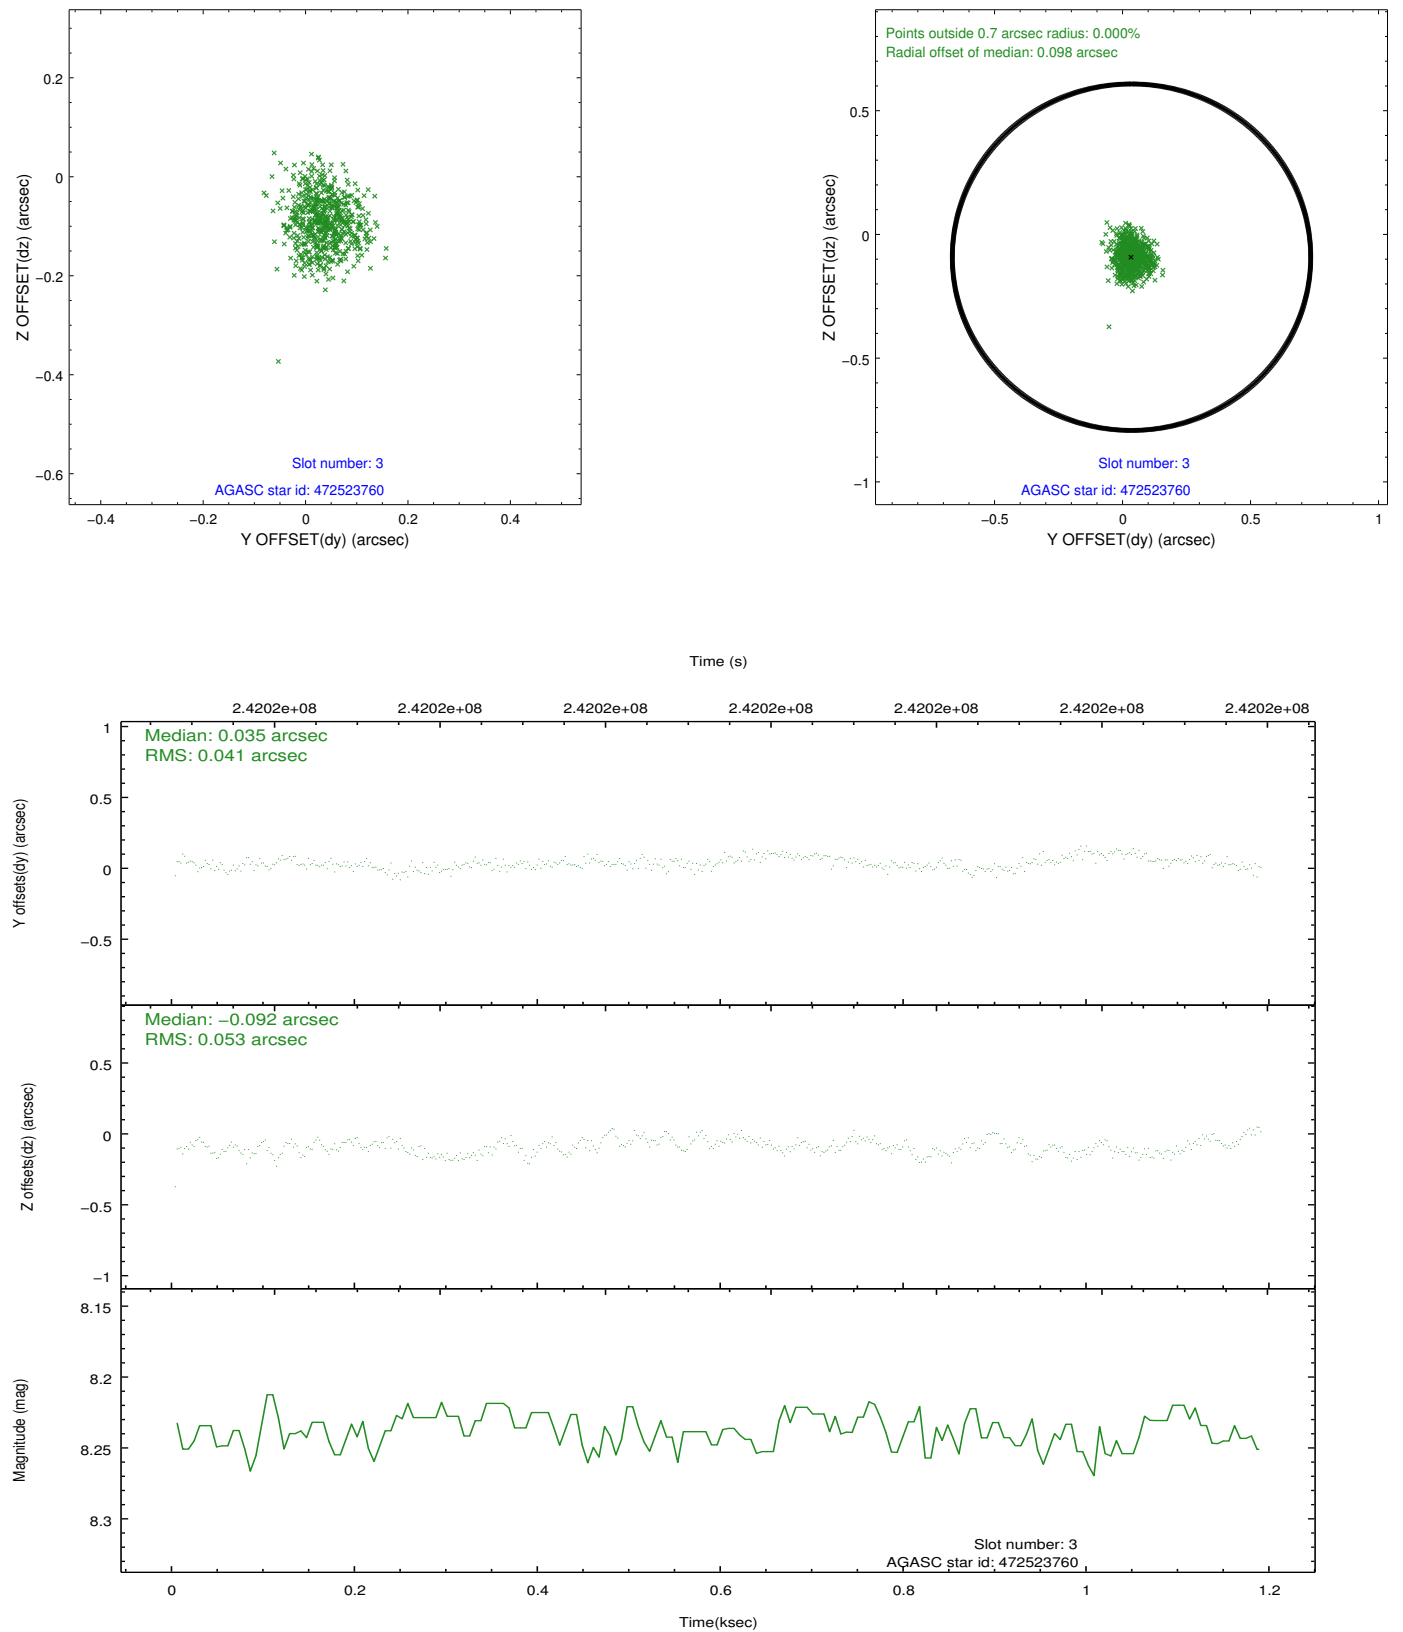 0.2
0
−0.2
−0.4
−0.6
Z OFFSET(dz) (arcsec)
Slot number: 3
AGASC star id: 472523760
−0.4 −0.2 0 0.2 0.4
Y OFFSET(dy) (arcsec)
Points outside 0.7 arcsec radius: 0.000%
Radial offset of median: 0.098 arcsec
0.5
0
−0.5
−1
Z OFFSET(dz) (arcsec)
Slot number: 3
AGASC star id: 472523760
−0.5 0 0.5 1
Y OFFSET(dy) (arcsec)
Time (s)
2.4202e+08 2.4202e+08 2.4202e+08 2.4202e+08 2.4202e+08 2.4202e+08 2.4202e+08
Median: 0.035 arcsec
RMS: 0.041 arcsec
1
0.5
0
−0.5
Y offsets(dy) (arcsec)
Median: −0.092 arcsec
RMS: 0.053 arcsec
0.5
0
−0.5
−1
Z offsets(dz) (arcsec)
8.15
8.2
8.25
8.3
Magnitude (mag)
Slot number: 3
AGASC star id: 472523760
0 0.2 0.4 0.6 0.8 1 1.2
Time(ksec)